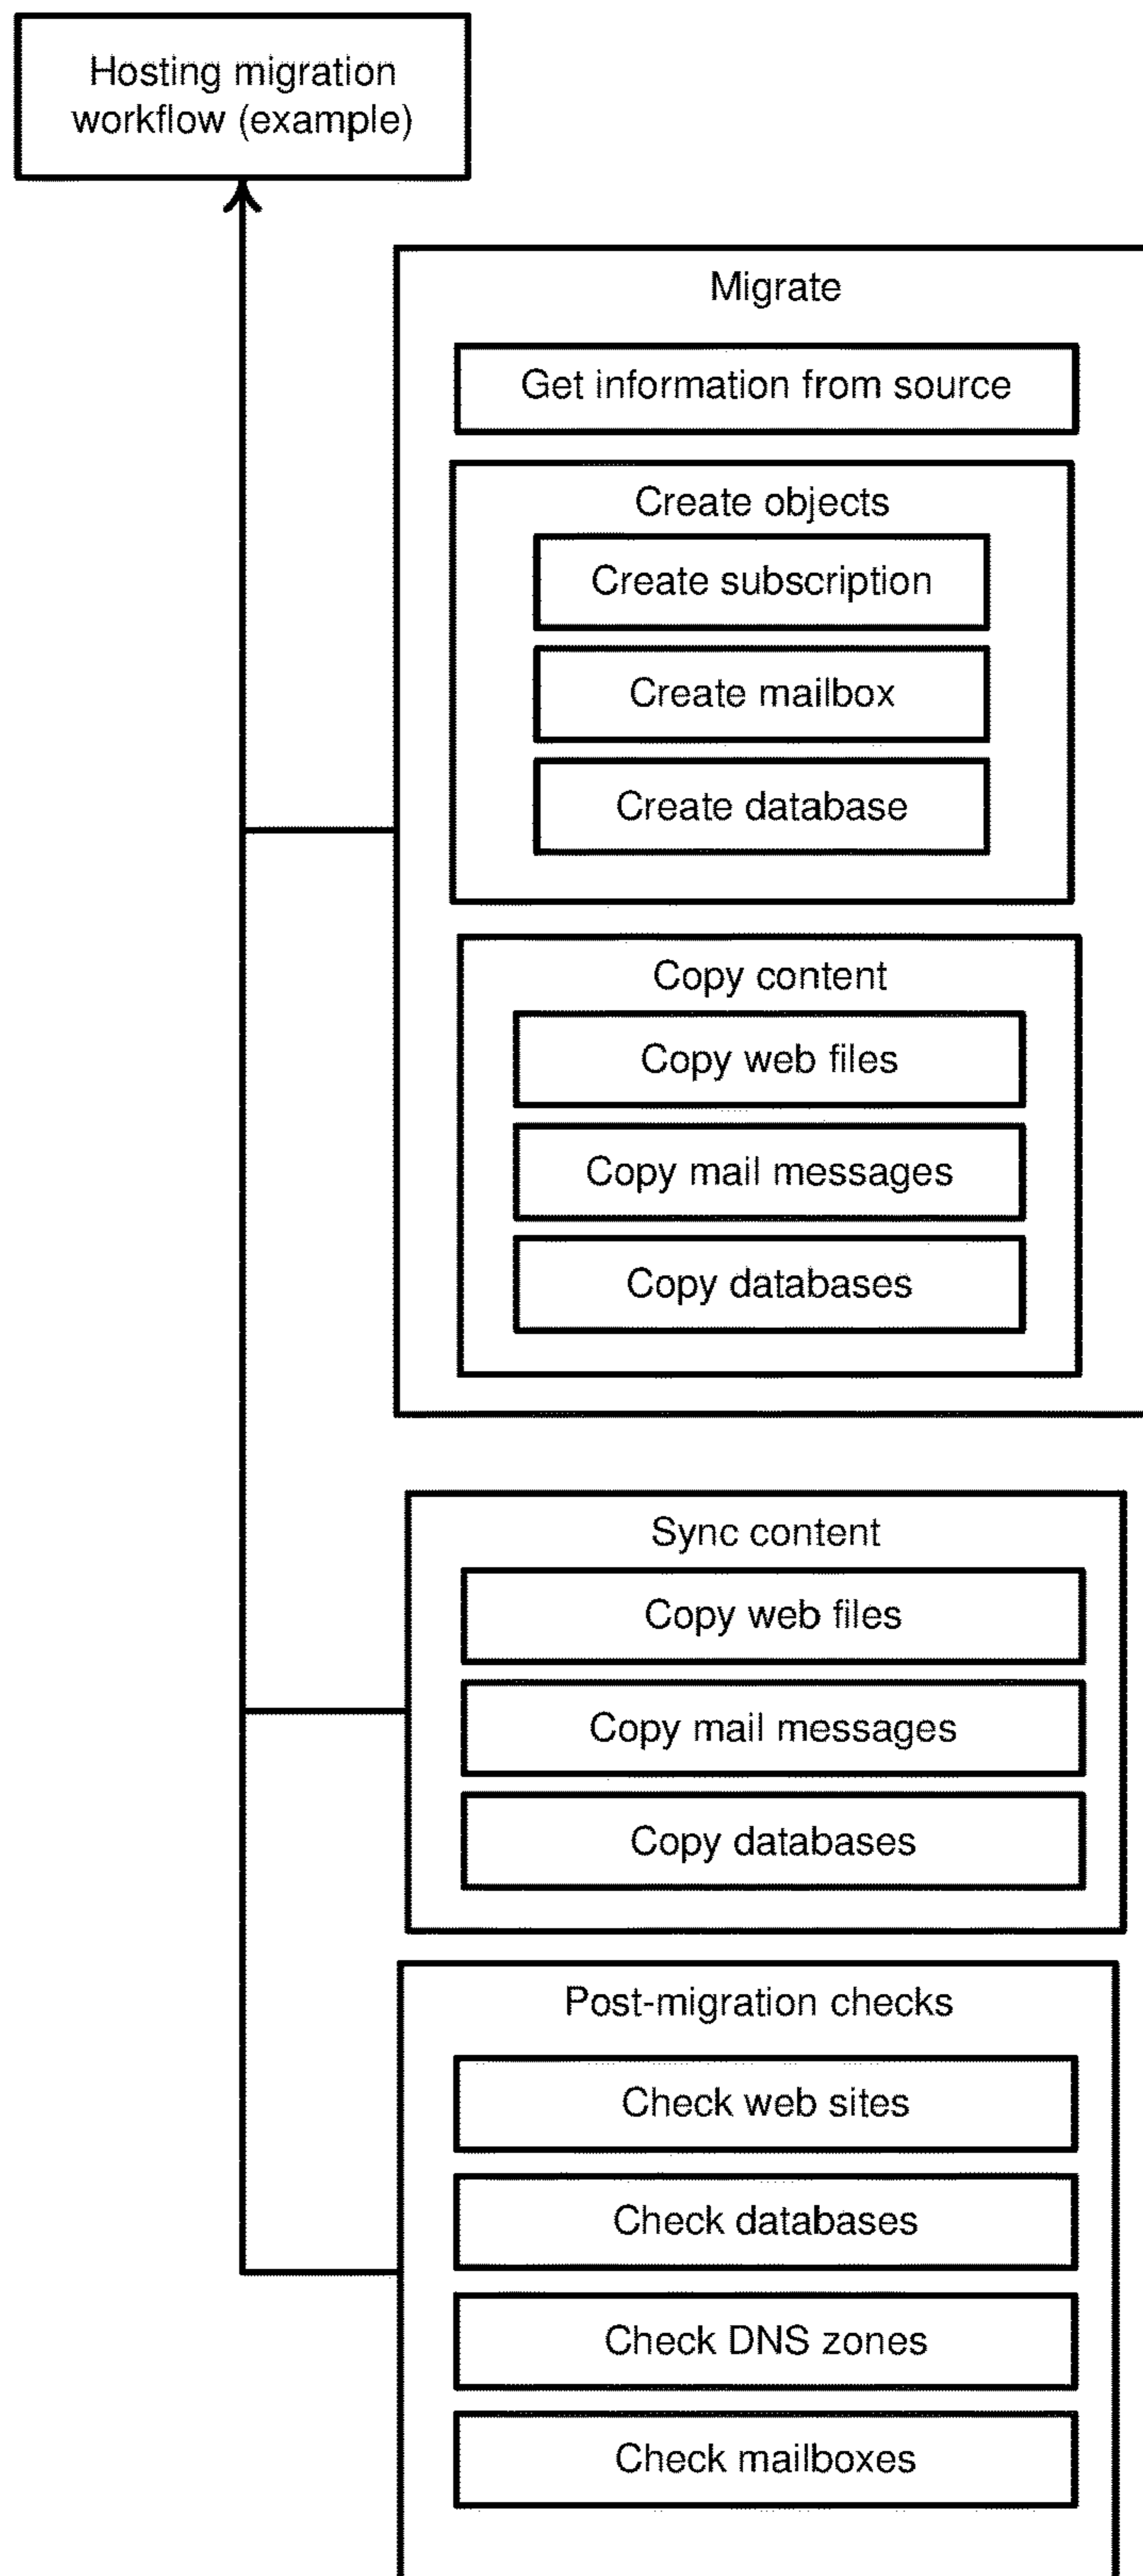 Hosting migration
workflow (example)
Migrate
Get information from source
Create objects
Create subscription
Create mailbox
Create database
Copy content
Copy web files
Copy mail messages
Copy databases
Sync content
Copy web files
Copy mail messages
Copy databases
Post-migration checks
Check web sites
Check databases
Check DNS zones
Check mailboxes